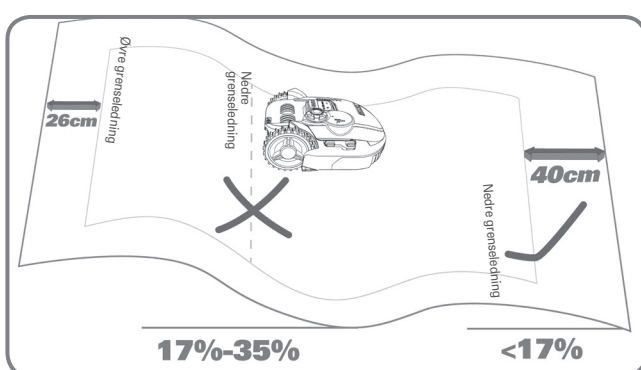 Øvre grenseledning
Nedre
grenseledning
26cm
40cm
Nedre grenseledning
17%-35%
<17%